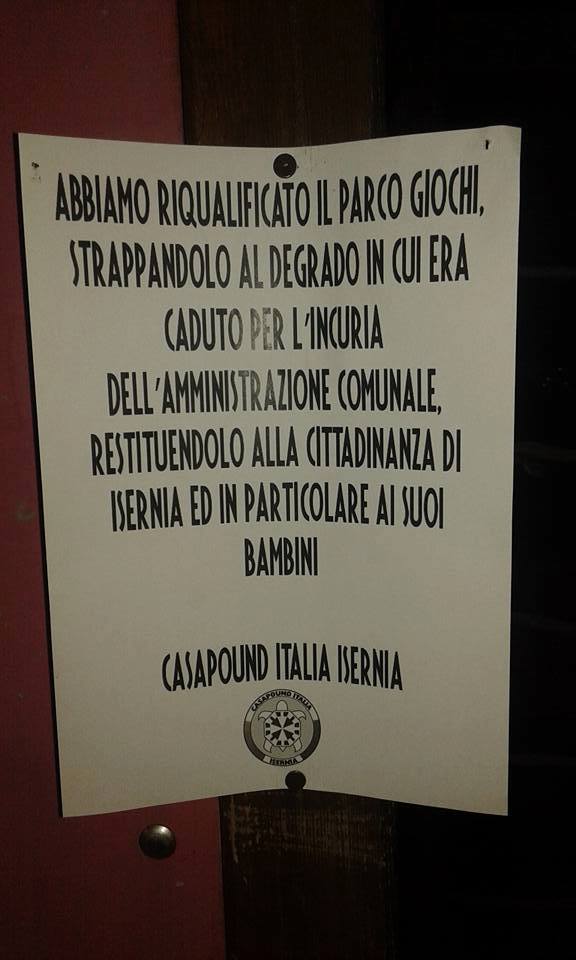 ABBIAMO RIQUALIFICATO IL PARCO GIOCHI,
STRAPPANDOLO AL DEGRADO IN CUI ERA
CADUTO PER L'INCURIA
DELL'AMMINISTRAZIONE COMUNALE,
RESTITUENDOLO ALLA CITTADINANZA DI
ISERNIA ED IN PARTICOLARE AI SUOI
BAMBINI
CASAPOUND ITALIA ISERNIA
CASAPOUND ITALIA
ISERNIA